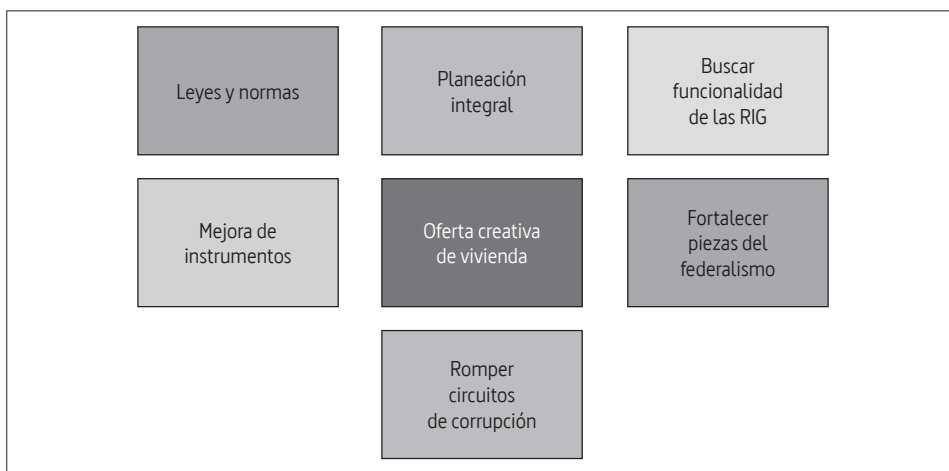 Leyes y normas
Planeación
integral
Buscar
funcionalidad
de las RIG
Mejora de
instrumentos
Oferta creativa
de vivienda
Fortalecer
piezas del
federalismo
Romper
circuitos
de corrupción